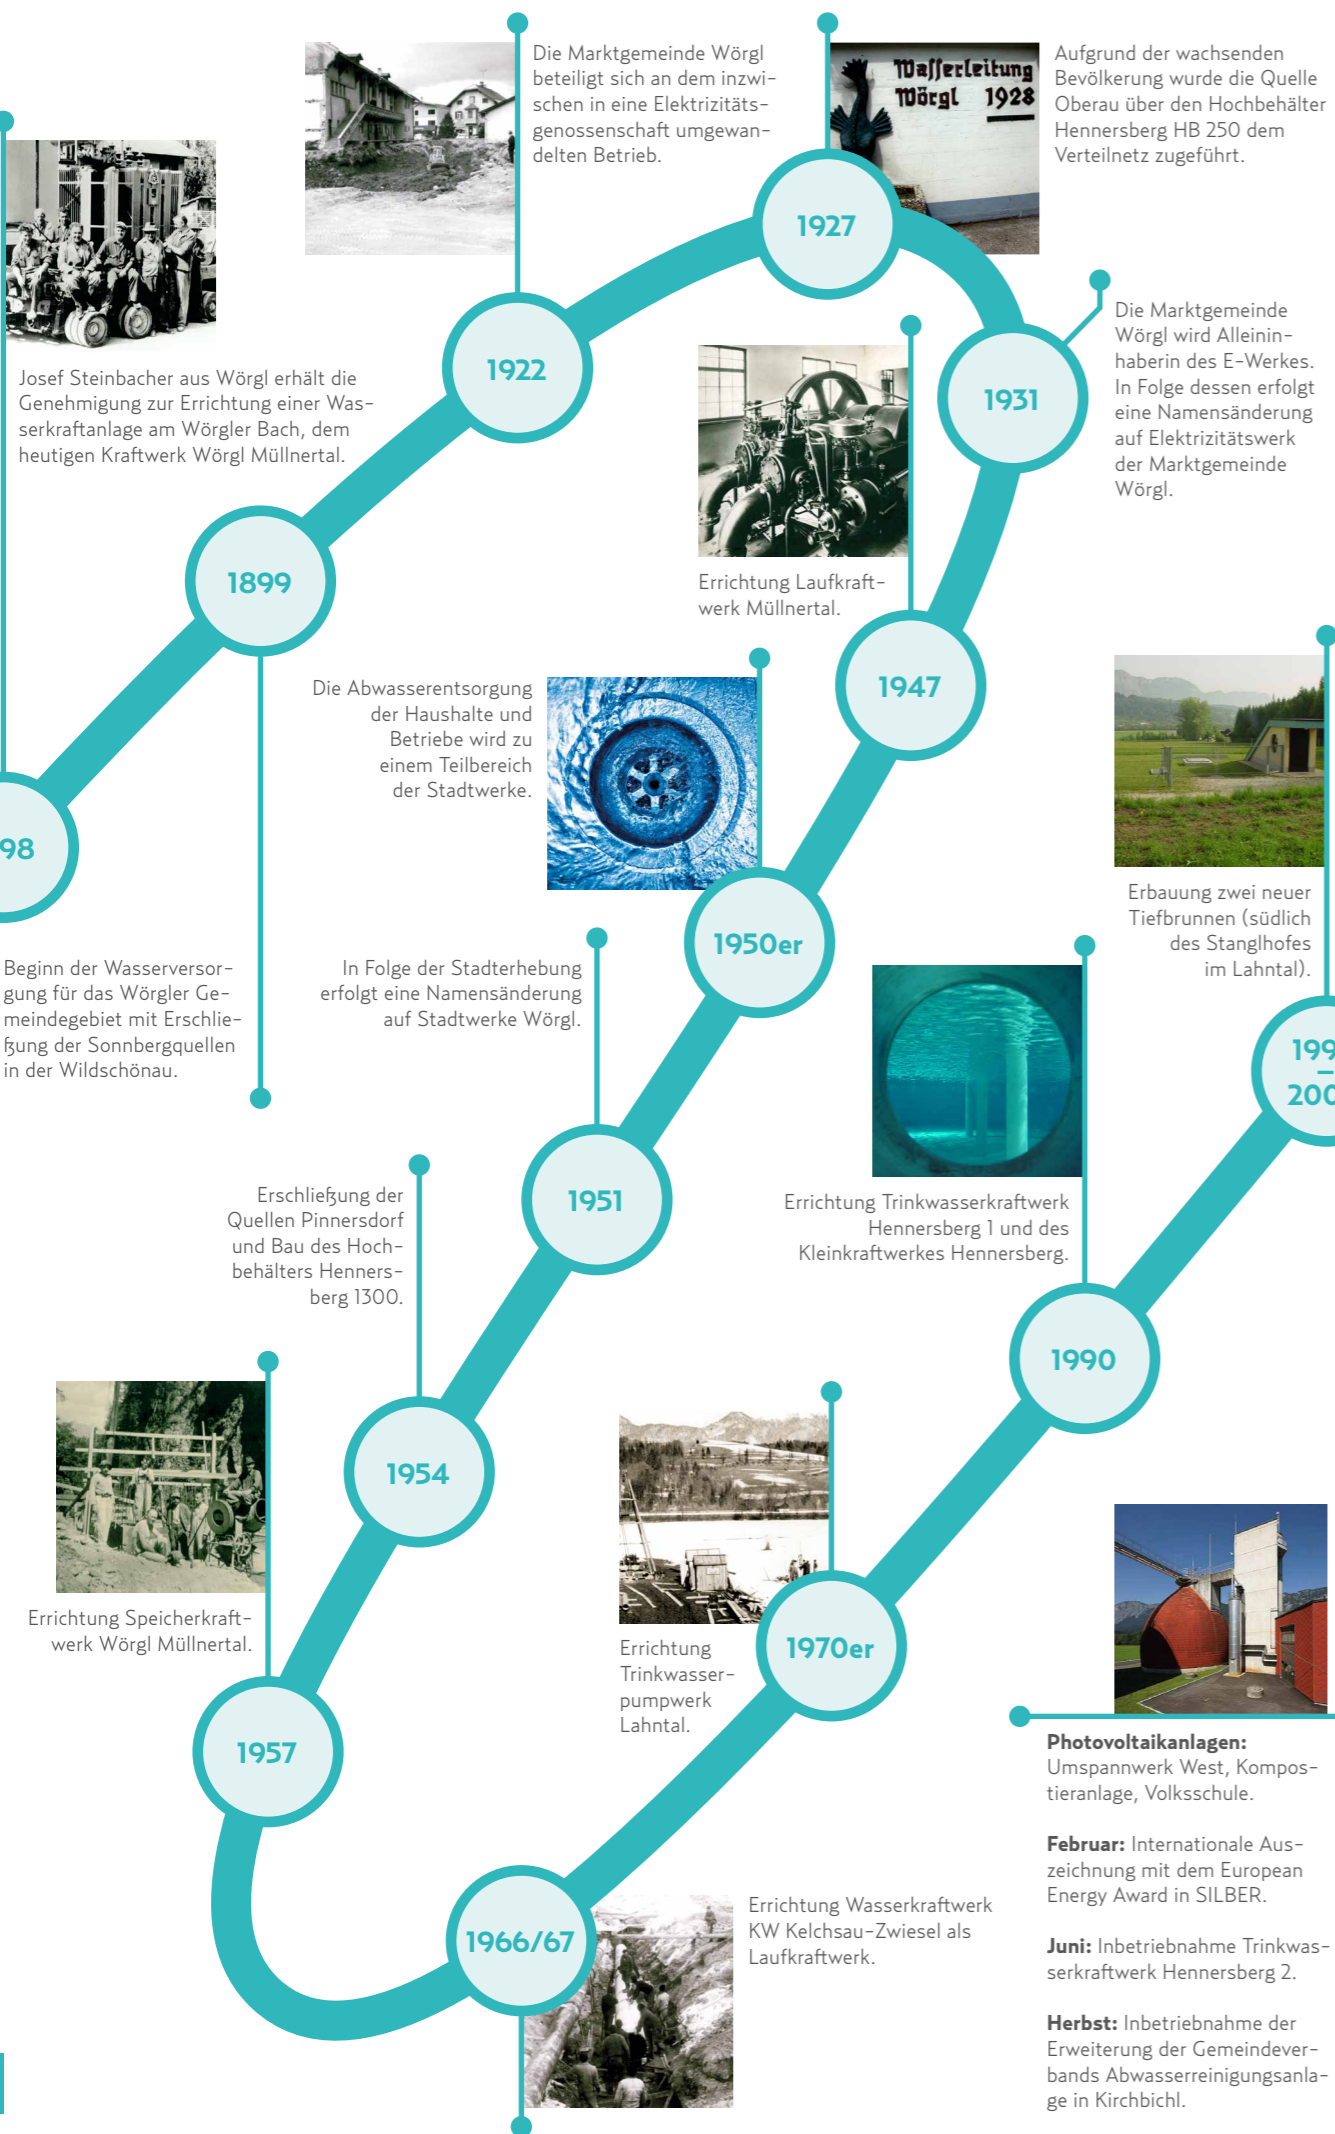 Die Marktgemeinde Wörgl
beteiligt sich an dem inzwi-
schen in eine Elektrizitäts-
genossenschaft umgewan-
delten Betrieb.
Wasserleitung
Wörgl 1928
Aufgrund der wachsenden
Bevölkerung wurde die Quelle
Oberau über den Hochbehälter
Hennersberg HB 250 dem
Verteilnetz zugeführt.
1927
Die Marktgemeinde
Wörgl wird Alleinin-
haberin des E-Werkes.
In Folge dessen erfolgt
eine Namensänderung
auf Elektrizitätswerk
der Marktgemeinde
Wörgl.
1922
1931
Josef Steinbacher aus Wörgl erhält die
Genehmigung zur Errichtung einer Was-
serkraftanlage am Wörgler Bach, dem
heutigen Kraftwerk Wörgl Müllnertal.
1899
Errichtung Laufkraft-
werk Müllnertal.
1947
Die Abwasserentsorgung
der Haushalte und
Betriebe wird zu
einem Teilbereich
der Stadtwerke.
98
1950er
Erbauung zwei neuer
Tiefbrunnen (südlich
des Stanglhofes
im Lahntal).
Beginn der Wasserversor-
gung für das Wörgler Ge-
meindegebiet mit Erschlie-
ßung der Sonnbergquellen
in der Wildschönau.
In Folge der Stadterhebung
erfolgt eine Namensänderung
auf Stadtwerke Wörgl.
199
–
200
1951
Erschließung der
Quellen Pinnersdorf
und Bau des Hoch-
behälters Henners-
berg 1300.
Errichtung Trinkwasserkraftwerk
Hennersberg 1 und des
Kleinkraftwerkes Hennersberg.
1990
1954
Errichtung Speicherkraft-
werk Wörgl Müllnertal.
Errichtung
Trinkwasser-
pumpwerk
Lahntal.
1970er
1957
Photovoltaikanlagen:
Umspannwerk West, Kompos-
tieranlage, Volksschule.
Februar: Internationale Aus-
zeichnung mit dem European
Energy Award in SILBER.
Juni: Inbetriebnahme Trinkwas-
serkraftwerk Hennersberg 2.
Herbst: Inbetriebnahme der
Erweiterung der Gemeindever-
bands Abwasserreinigungsanla-
ge in Kirchbichl.
1966/67
Errichtung Wasserkraftwerk
KW Kelchsau-Zwiesel als
Laufkraftwerk.